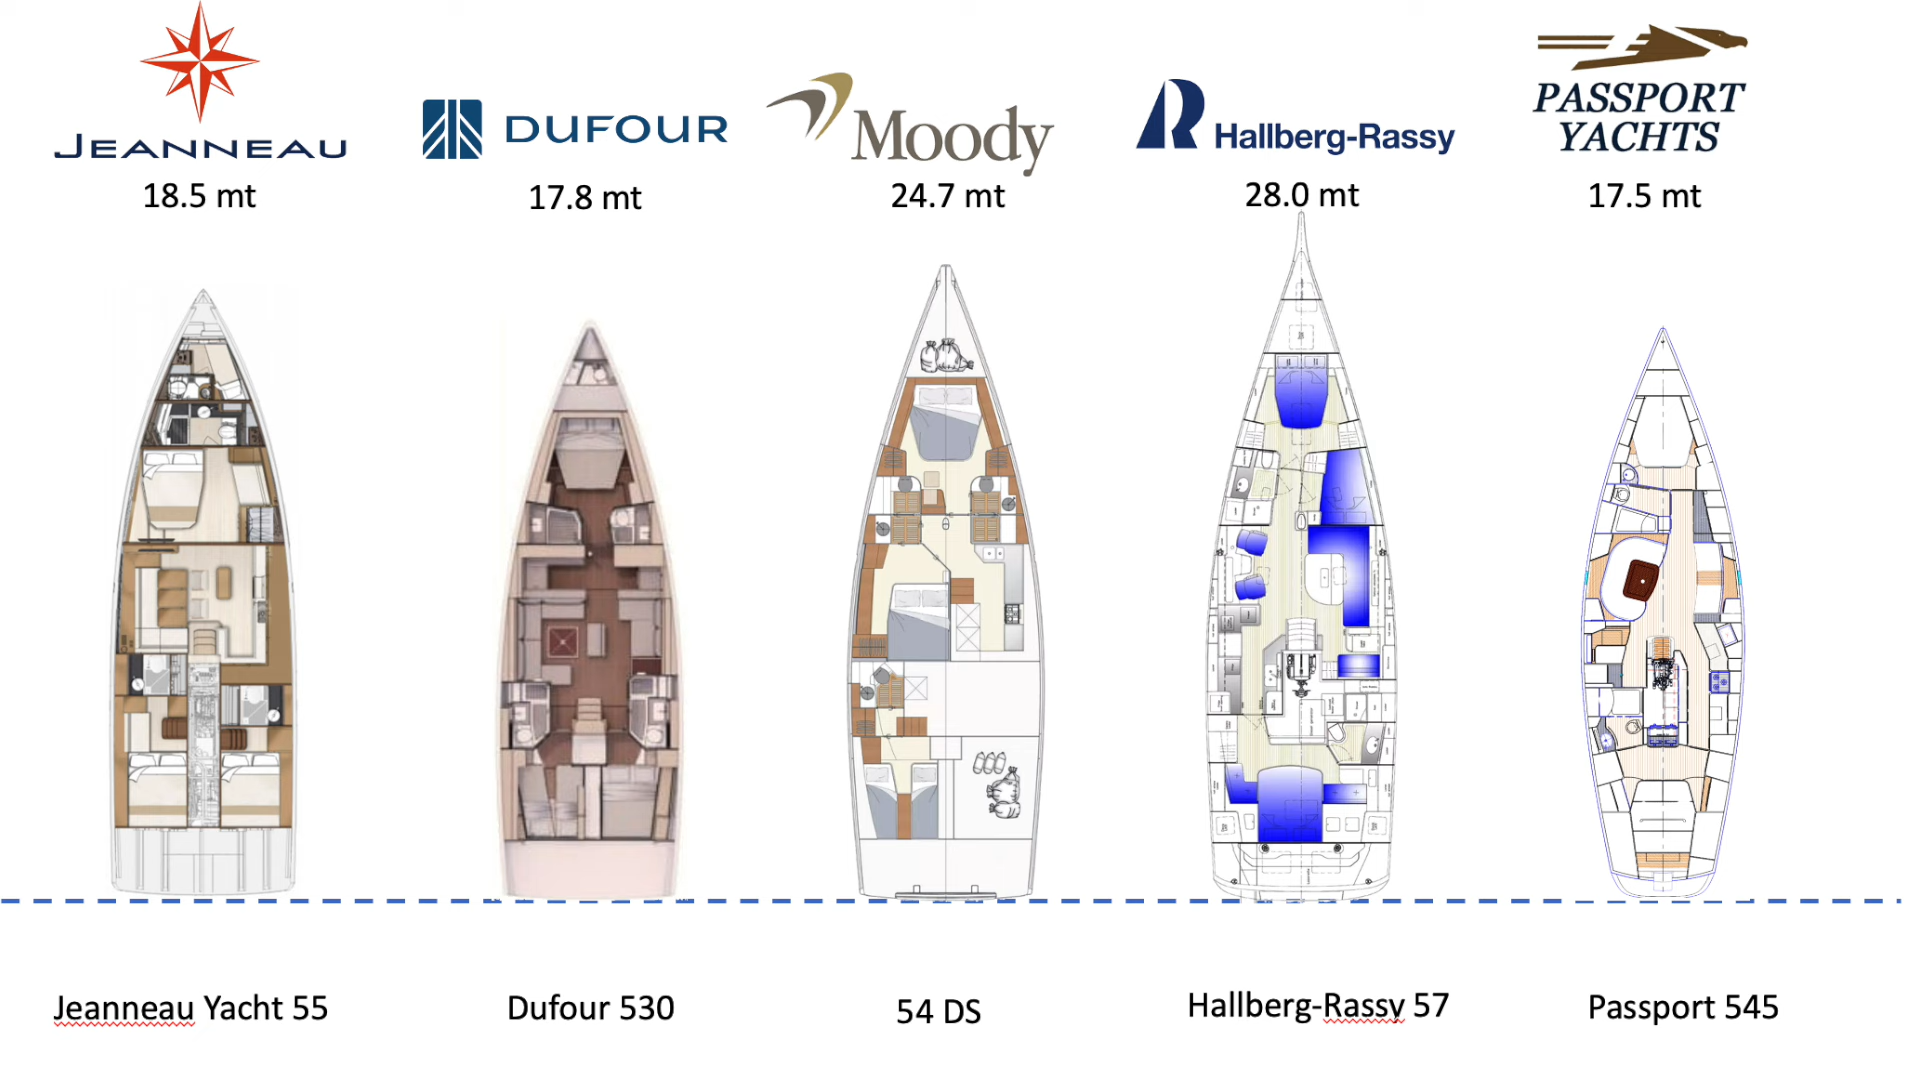 JEANNEAU
18.5 mt
DUFOUR
17.8 mt
Moody
24.7 mt
Hallberg-Rassy
28.0 mt
PASSPORT
YACHTS
17.5 mt
Jeanneau Yacht 55
Dufour 530
54 DS
Hallberg-Rassy 57
Passport 545